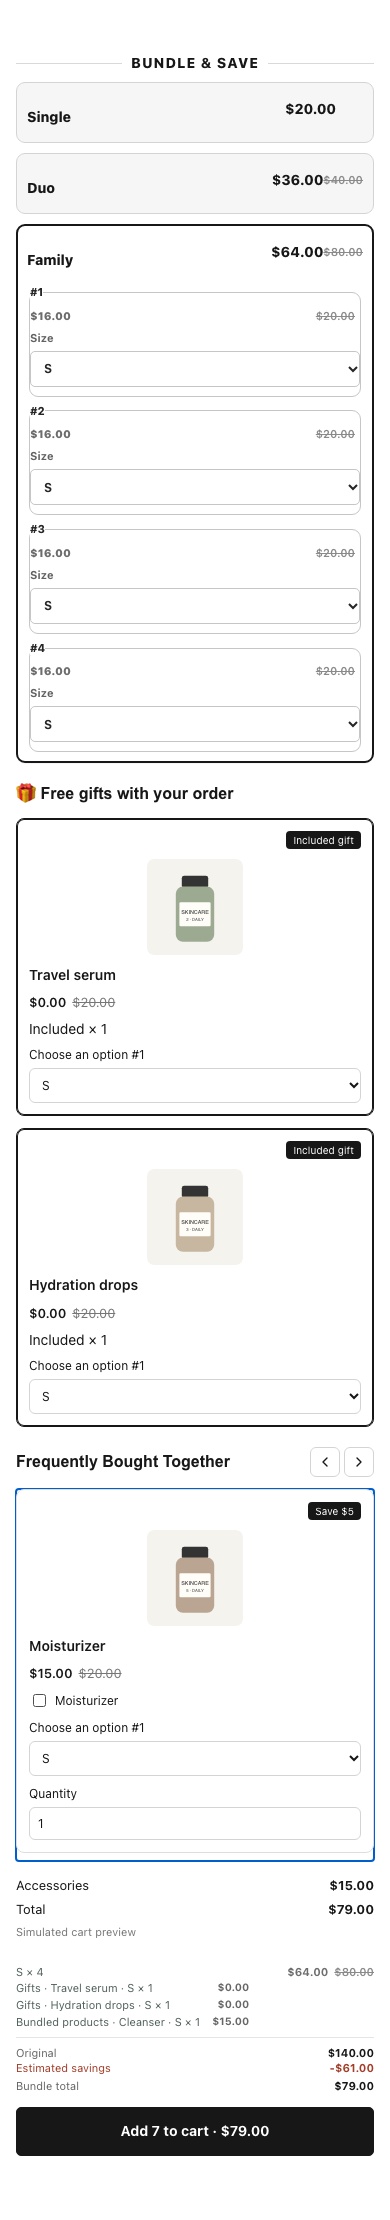 BUNDLE & SAVE
Single $20.00
Duo $36.00 $40.00
Family $64.00 $80.00
#1
$16.00 $20.00
Size
S
#2
$16.00 $20.00
Size
S
#3
$16.00 $20.00
Size
S
#4
$16.00 $20.00
Size
S
🎁 Free gifts with your order
Included gift
SKINCARE
2 · DAILY
Travel serum
$0.00 $20.00
Included × 1
Choose an option #1
S
Included gift
SKINCARE
3 · DAILY
Hydration drops
$0.00 $20.00
Included × 1
Choose an option #1
S
Frequently Bought Together
Save $5
SKINCARE
Moisturizer
$15.00 $20.00
Moisturizer
Choose an option #1
S
Quantity
1
Accessories $15.00
Total $79.00
Simulated cart preview
S × 4 $64.00 $80.00
Gifts · Travel serum · S × 1 $0.00
Gifts · Hydration drops · S × 1 $0.00
Bundled products · Cleanser · S × 1 $15.00
Original $140.00
Estimated savings -$61.00
Bundle total $79.00
Add 7 to cart · $79.00